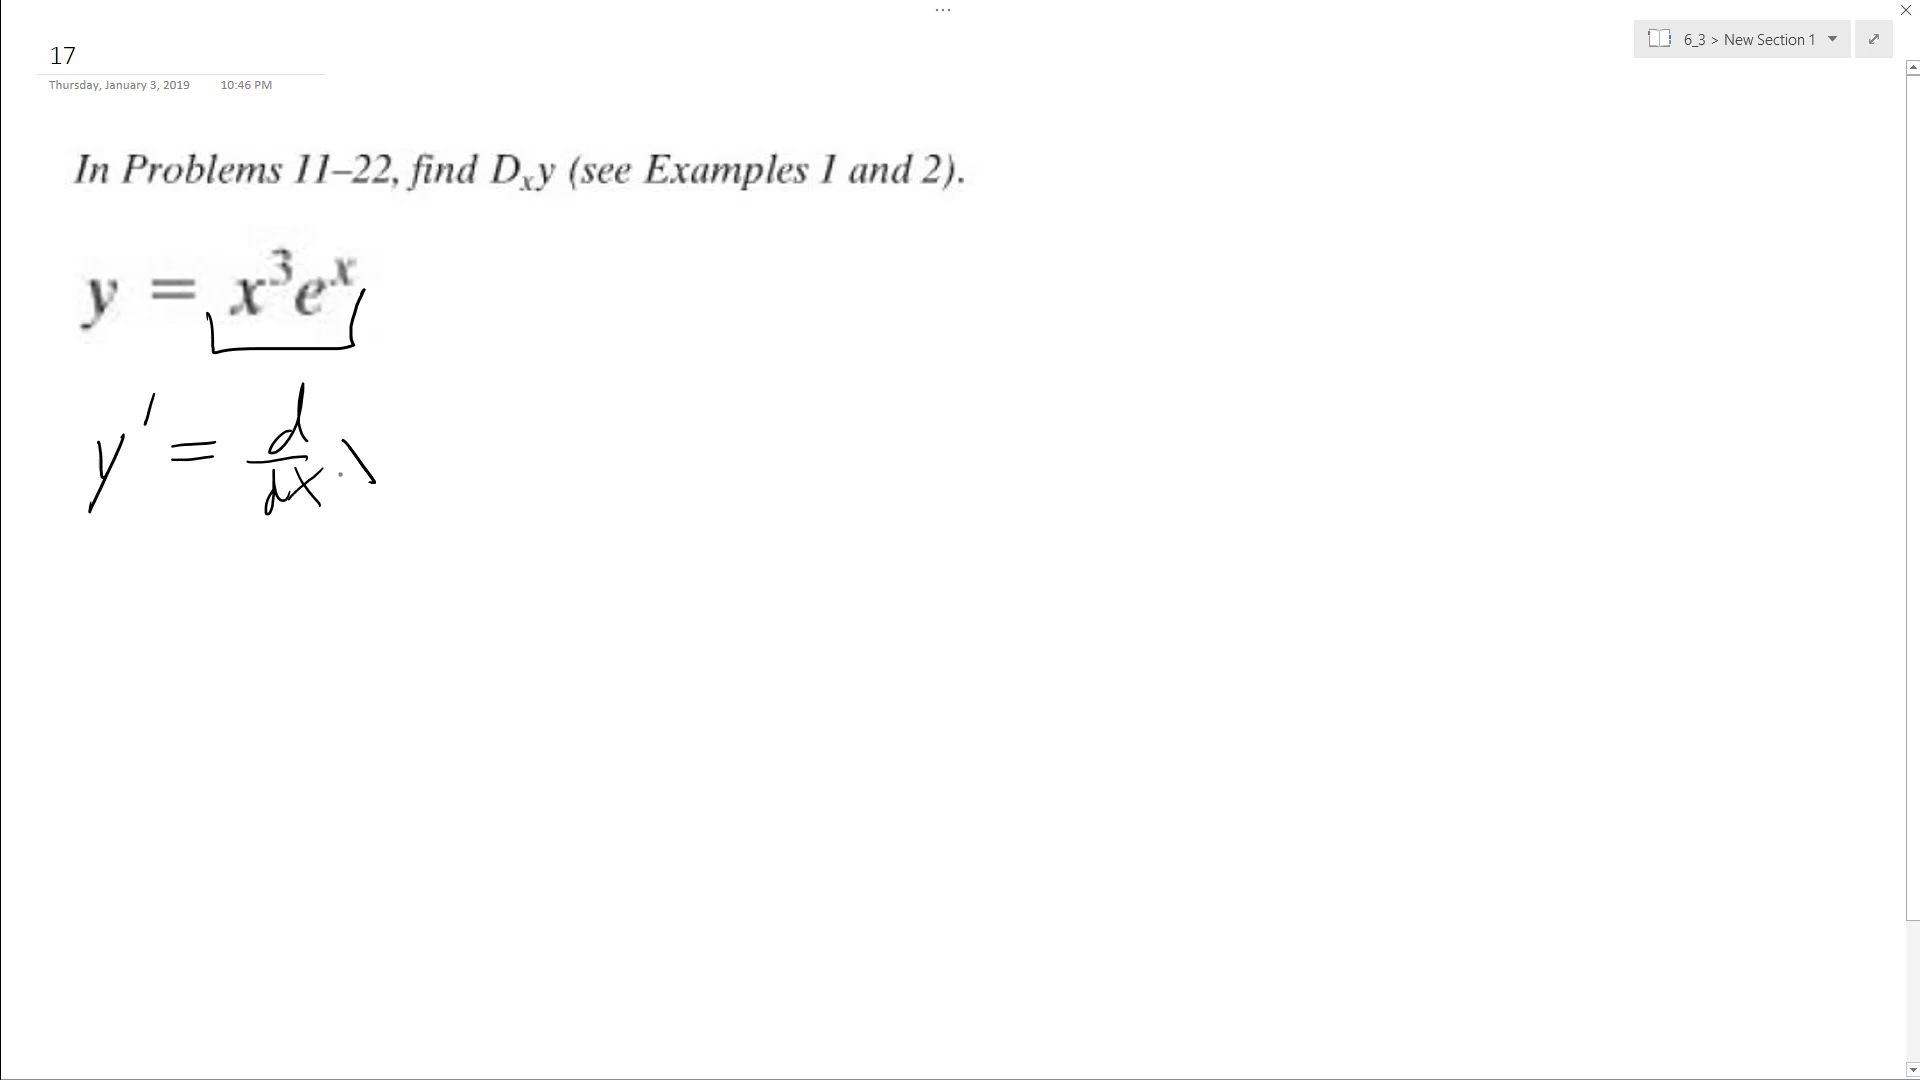 ...
6_3 > New Section 1
17
Thursday, January 3, 2019 10:46 PM
In Problems 11–22, find Dₓy (see Examples 1 and 2).
y = x³eˣ
y' = d/dx